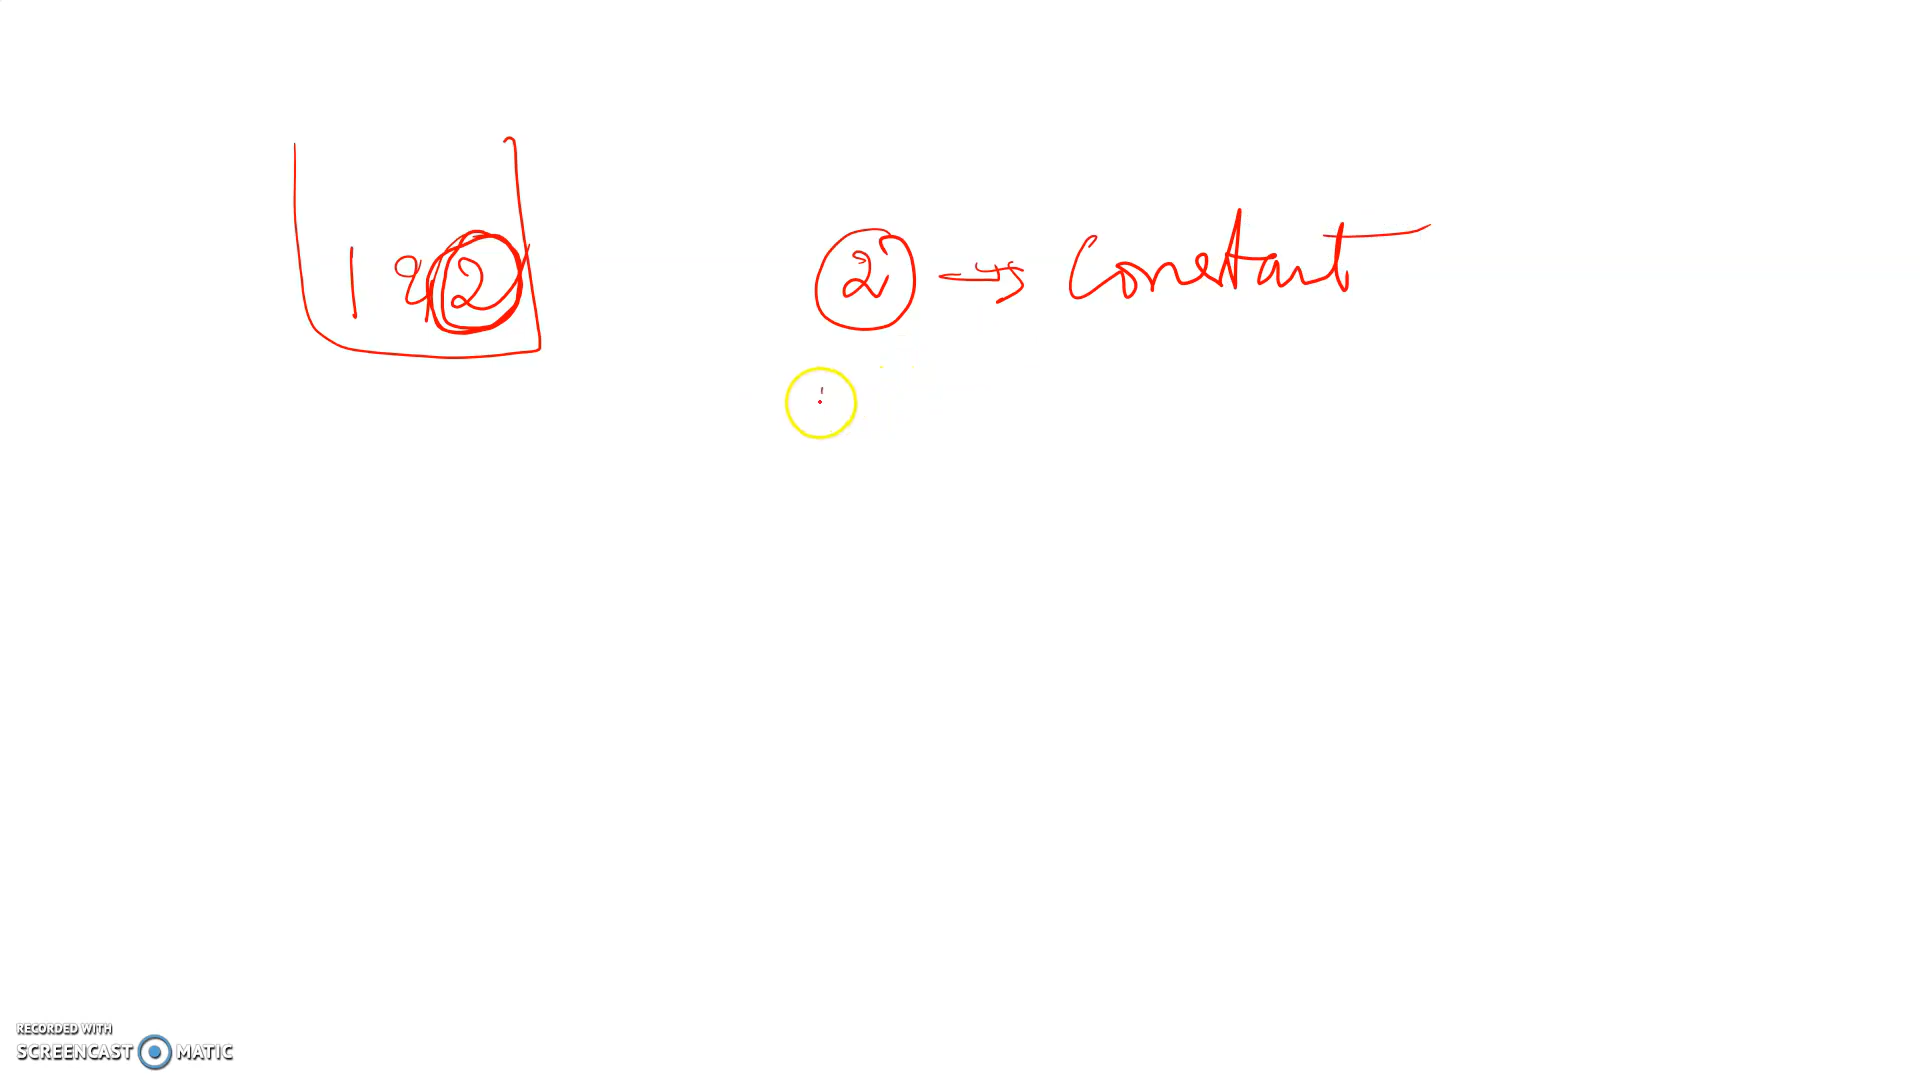 1 9 2
2 → Constant
RECORDED WITH
SCREENCAST MATIC